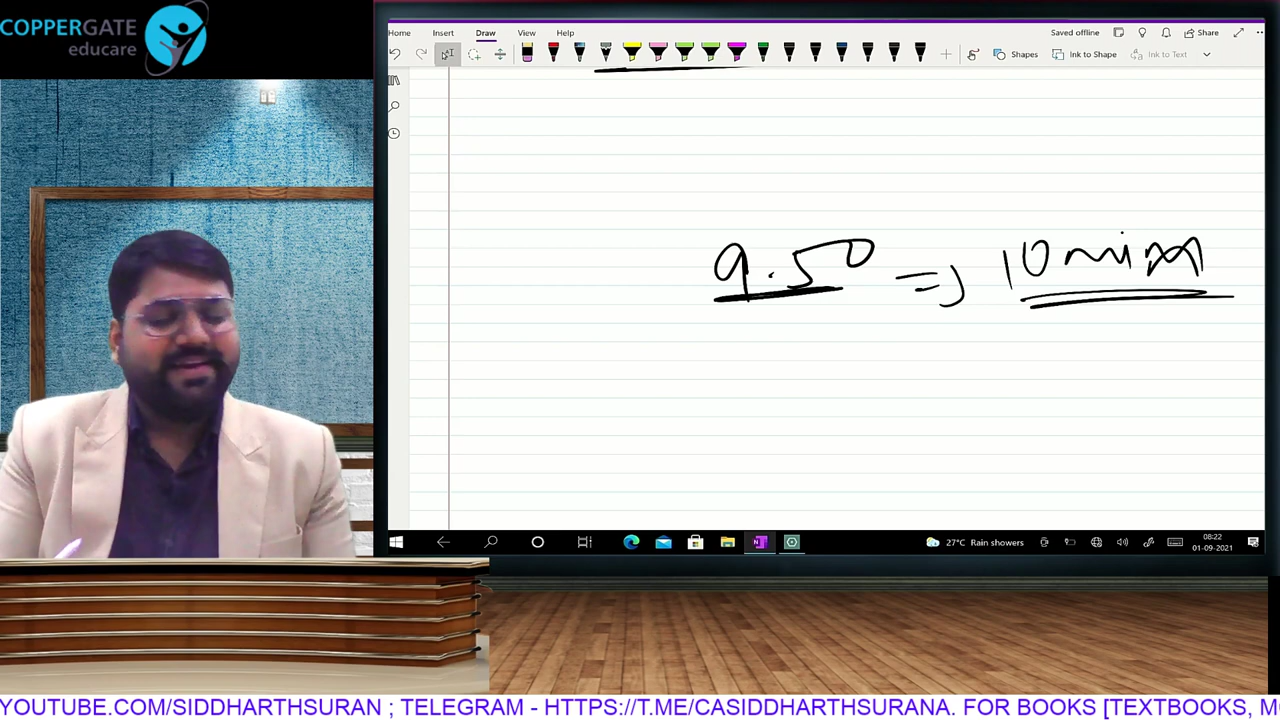 COPPERGATE
educare
Home Insert Draw View Help
Saved offline
Share
Shapes
Ink to Shape
Ink to Text
9.50 => 10 min
27°C Rain showers
08:22
01-09-2021
YOUTUBE.COM/SIDDHARTHSURAN ; TELEGRAM - HTTPS://T.ME/CASIDDHARTHSURANA. FOR BOOKS [TEXTBOOKS, M